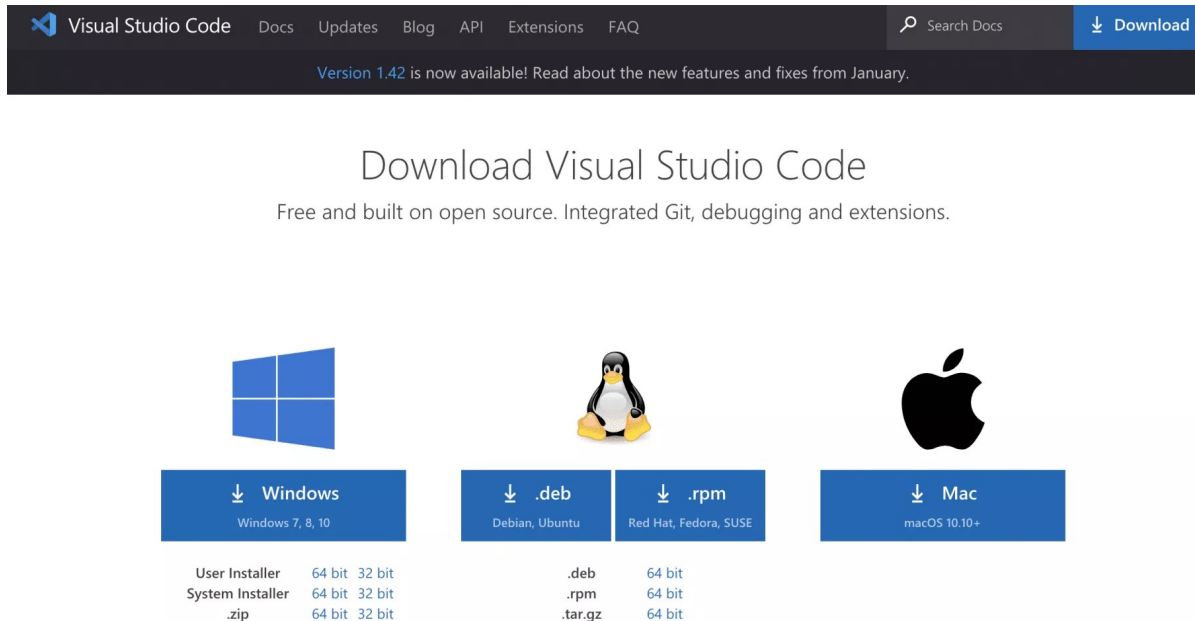 Visual Studio Code Docs Updates Blog API Extensions FAQ Search Docs Download
Version 1.42 is now available! Read about the new features and fixes from January.
Download Visual Studio Code
Free and built on open source. Integrated Git, debugging and extensions.
Windows
Windows 7, 8, 10
.deb
Debian, Ubuntu
.rpm
Red Hat, Fedora, SUSE
Mac
macOS 10.10+
User Installer 64 bit 32 bit
System Installer 64 bit 32 bit
.zip 64 bit 32 bit
.deb 64 bit
.rpm 64 bit
.tar.gz 64 bit